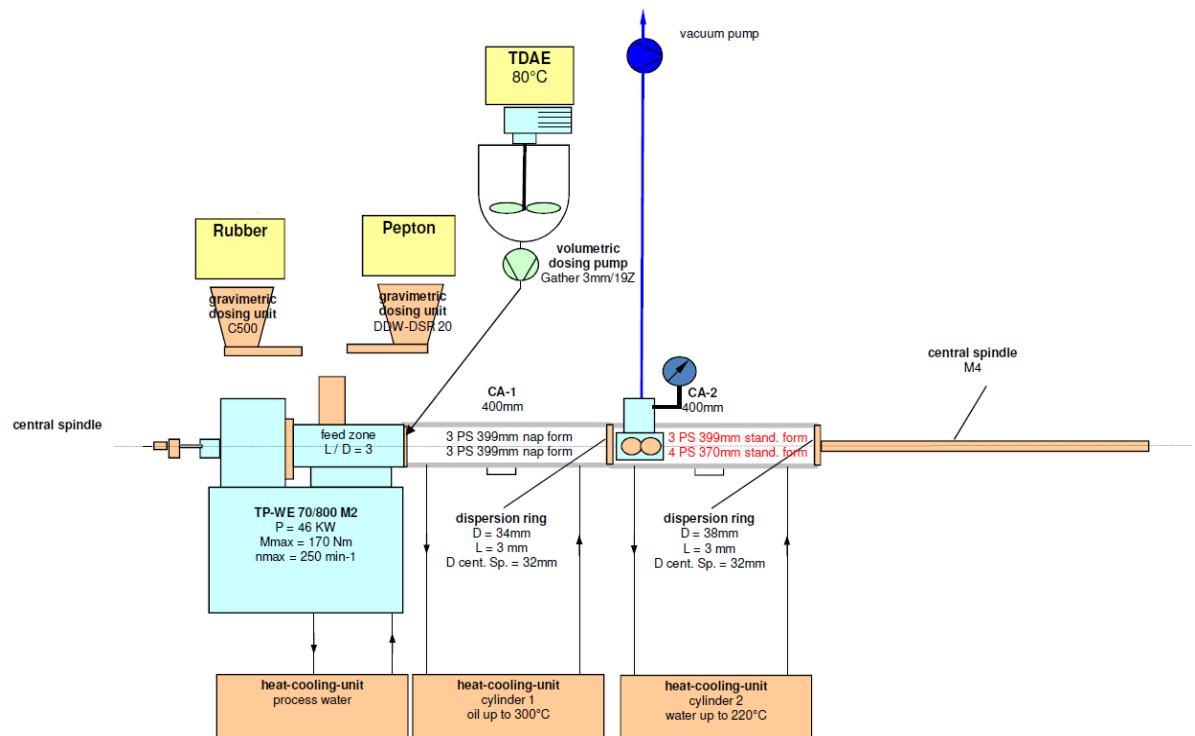 vacuum pump
TDAE
80°C
Rubber
Pepton
volumetric
dosing pump
Gather 3mm/19Z
gravimetric
dosing unit
C500
gravimetric
dosing unit
DDW-DSR 20
central spindle
M4
CA-1
400mm
CA-2
400mm
central spindle
feed zone
L / D = 3
3 PS 399mm nap form
3 PS 399mm nap form
3 PS 399mm stand. form
4 PS 370mm stand. form
TP-WE 70/800 M2
P = 46 KW
Mmax = 170 Nm
nmax = 250 min-1
dispersion ring
D = 34mm
L = 3 mm
D cent. Sp. = 32mm
dispersion ring
D = 38mm
L = 3 mm
D cent. Sp. = 32mm
heat-cooling-unit
process water
heat-cooling-unit
cylinder 1
oil up to 300°C
heat-cooling-unit
cylinder 2
water up to 220°C